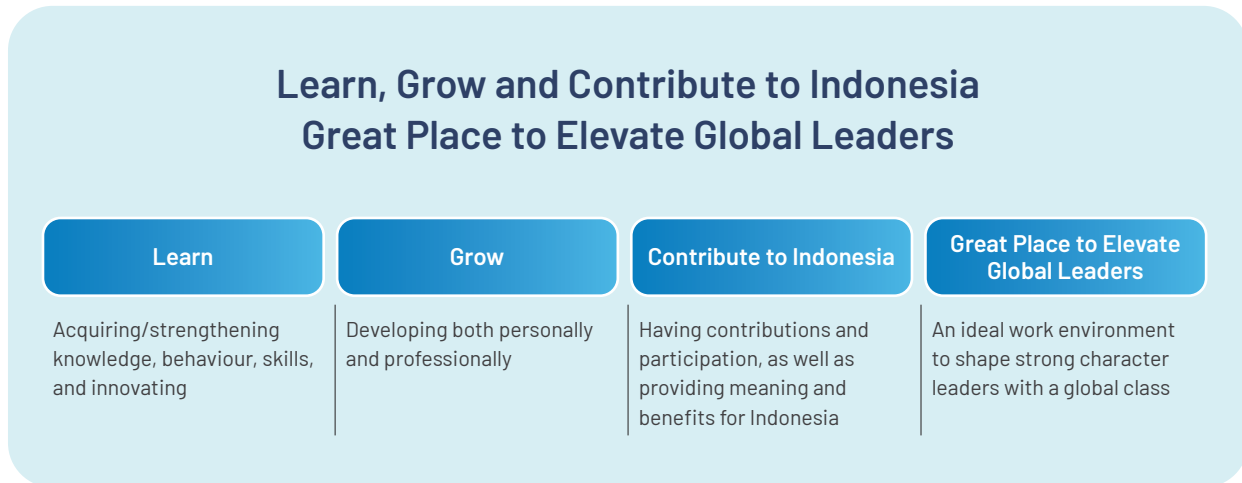 Learn, Grow and Contribute to Indonesia
Great Place to Elevate Global Leaders
Learn
Acquiring/strengthening
knowledge, behaviour, skills,
and innovating
Grow
Developing both personally
and professionally
Contribute to Indonesia
Having contributions and
participation, as well as
providing meaning and
benefits for Indonesia
Great Place to Elevate
Global Leaders
An ideal work environment
to shape strong character
leaders with a global class